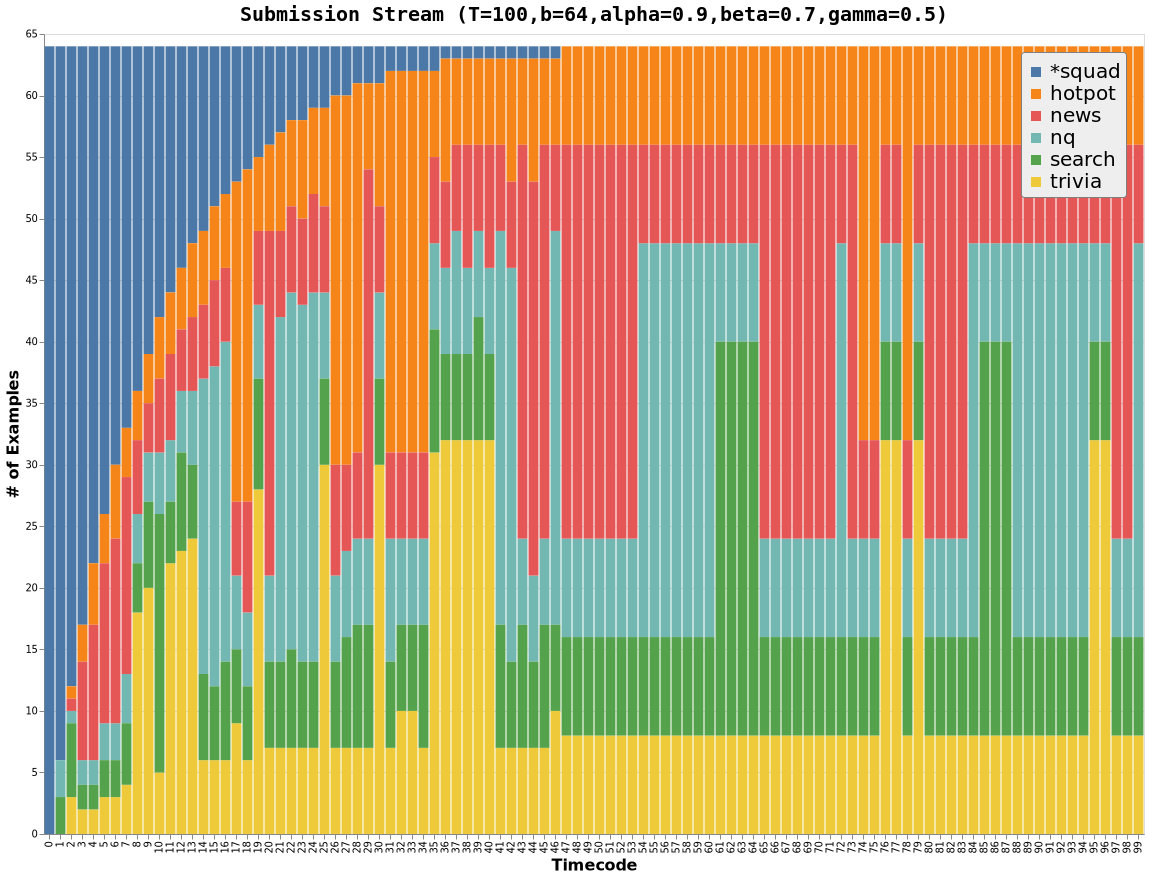 Submission Stream (T=100,b=64,alpha=0.9,beta=0.7,gamma=0.5)
65
60
55
50
45
40
35
30
25
20
15
10
5
0
# of Examples
*squad
hotpot
news
nq
search
trivia
0 1 2 3 4 5 6 7 8 9 10 11 12 13 14 15 16 17 18 19 20 21 22 23 24 25 26 27 28 29 30 31 32 33 34 35 36 37 38 39 40 41 42 43 44 45 46 47 48 49 50 51 52 53 54 55 56 57 58 59 60 61 62 63 64 65 66 67 68 69 70 71 72 73 74 75 76 77 78 79 80 81 82 83 84 85 86 87 88 89 90 91 92 93 94 95 96 97 98 99
Timecode